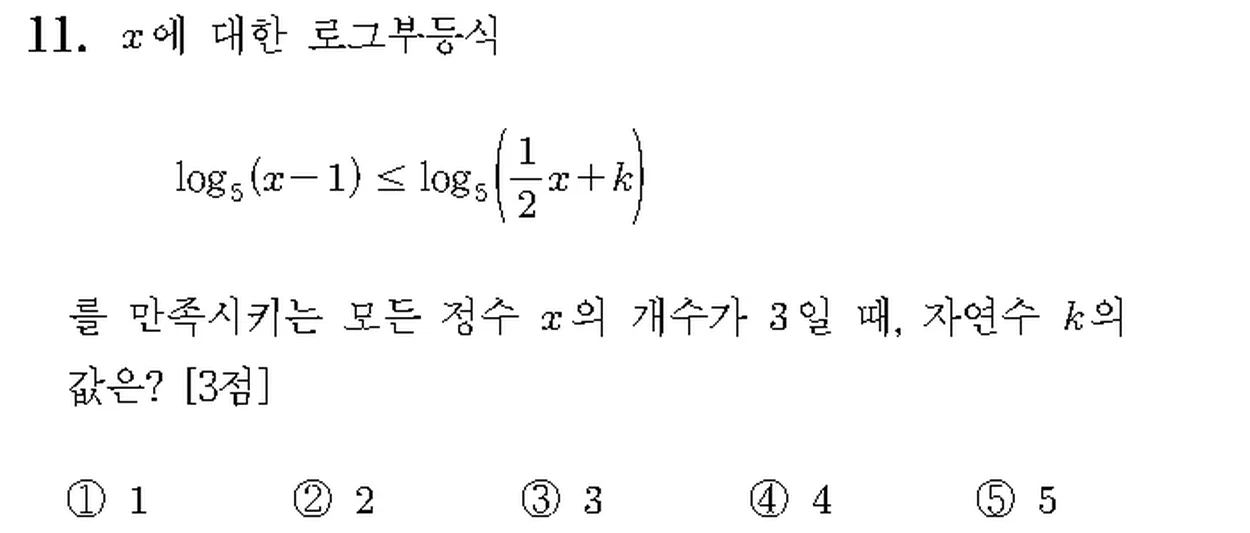 11. x에 대한 로그부등식
log₅(x-1) ≤ log₅(1/2 x+k)
를 만족시키는 모든 정수 x의 개수가 3일 때, 자연수 k의
값은? [3점]
① 1 ② 2 ③ 3 ④ 4 ⑤ 5